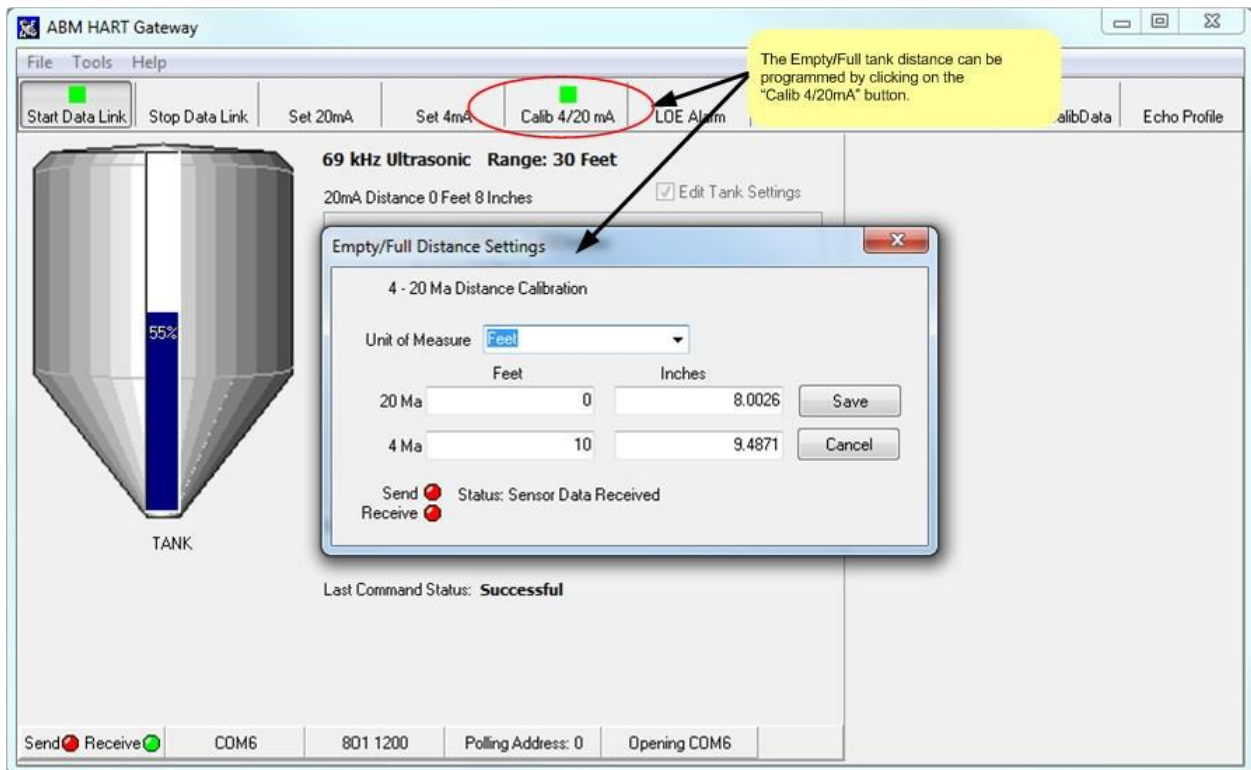 ABM HART Gateway
File Tools Help
The Empty/Full tank distance can be
programmed by clicking on the
"Calib 4/20mA" button.
Start Data Link Stop Data Link Set 20mA Set 4mA Calib 4/20 mA LOE Alarm Echo Profile
69 kHz Ultrasonic Range: 30 Feet
20mA Distance 0 Feet 8 Inches Edit Tank Settings
Empty/Full Distance Settings
4 - 20 Ma Distance Calibration
Unit of Measure Feet
Feet Inches
20 Ma 0 8.0026 Save
4 Ma 10 9.4871 Cancel
Send Status: Sensor Data Received
Receive
55%
TANK
Last Command Status: Successful
Send Receive COM6 8O1 1200 Polling Address: 0 Opening COM6